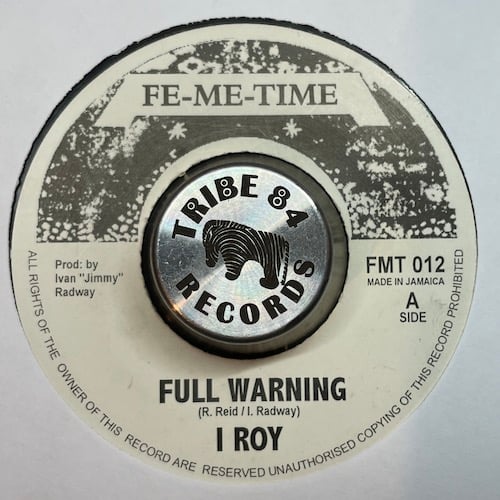 FE-ME-TIME
TRIBE 84
RECORDS
Prod: by
Ivan "Jimmy"
Radway
FMT 012
MADE IN JAMAICA
A
SIDE
FULL WARNING
(R. Reid / I. Radway)
I ROY
ALL RIGHTS OF THE OWNER OF THIS RECORD ARE RESERVED UNAUTHORISED COPYING OF THIS RECORD PROHIBITED